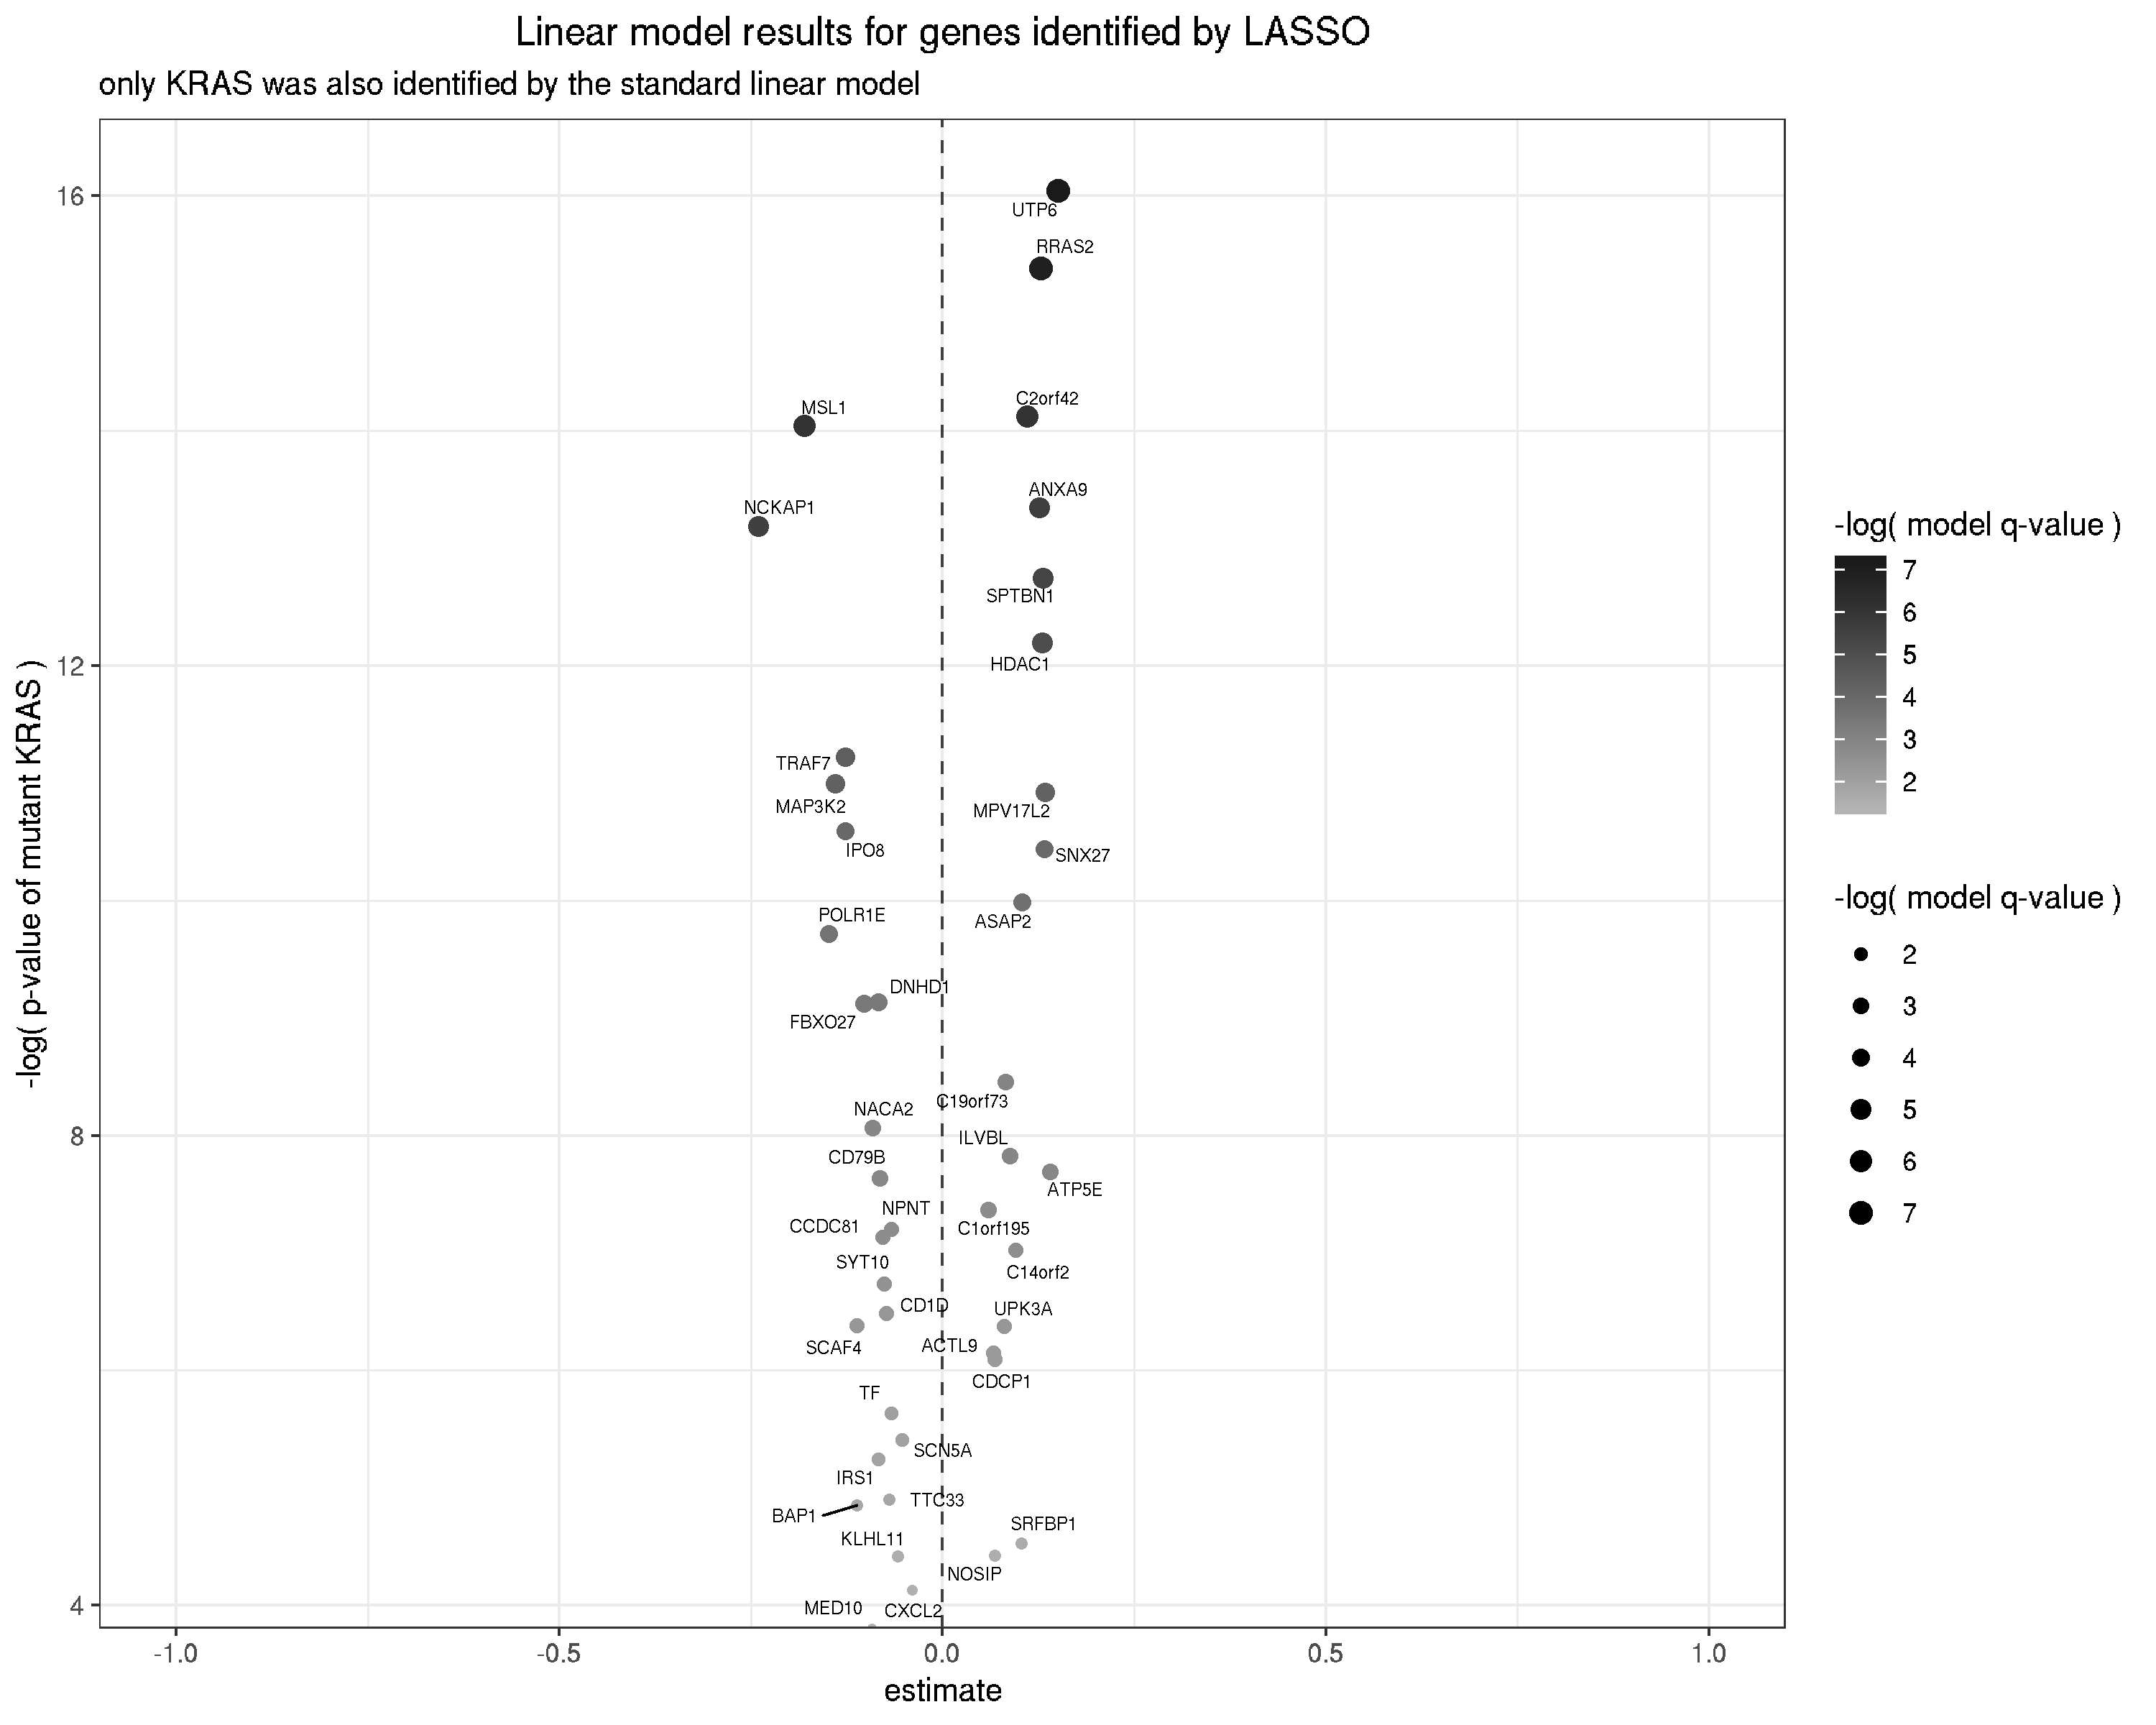 Linear model results for genes identified by LASSO
only KRAS was also identified by the standard linear model
-log( p-value of mutant KRAS )
16
12
8
4
UTP6
RRAS2
MSL1
C2orf42
NCKAP1
ANXA9
SPTBN1
HDAC1
TRAF7
MAP3K2
MPV17L2
IPO8
SNX27
POLR1E
ASAP2
DNHD1
FBXO27
C19orf73
NACA2
ILVBL
CD79B
ATP5E
NPNT
CCDC81
C1orf195
SYT10
C14orf2
CD1D
UPK3A
SCAF4
ACTL9
CDCP1
TF
SCN5A
IRS1
TTC33
BAP1
SRFBP1
KLHL11
NOSIP
MED10
CXCL2
-1.0
-0.5
0.0
0.5
1.0
estimate
-log( model q-value )
7
6
5
4
3
2
-log( model q-value )
2
3
4
5
6
7